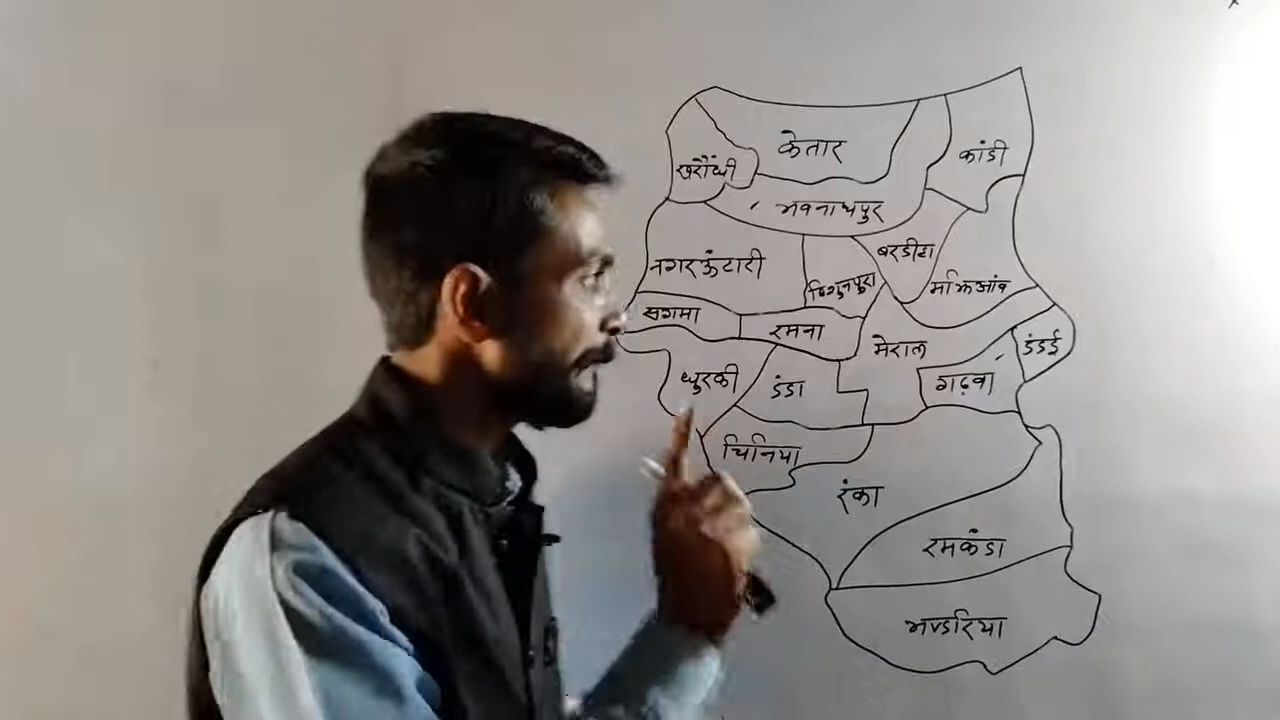 केतार
कांडी
खरौंधी
भवनाथपुर
बरडीहा
नगरऊंटारी
मझिआंव
बिशुनपुरा
सगमा
रमना
मेराल
डंडई
धुरकी
डंडा
गढ़वा
चिनिया
रंका
रमकंडा
भण्डरिया